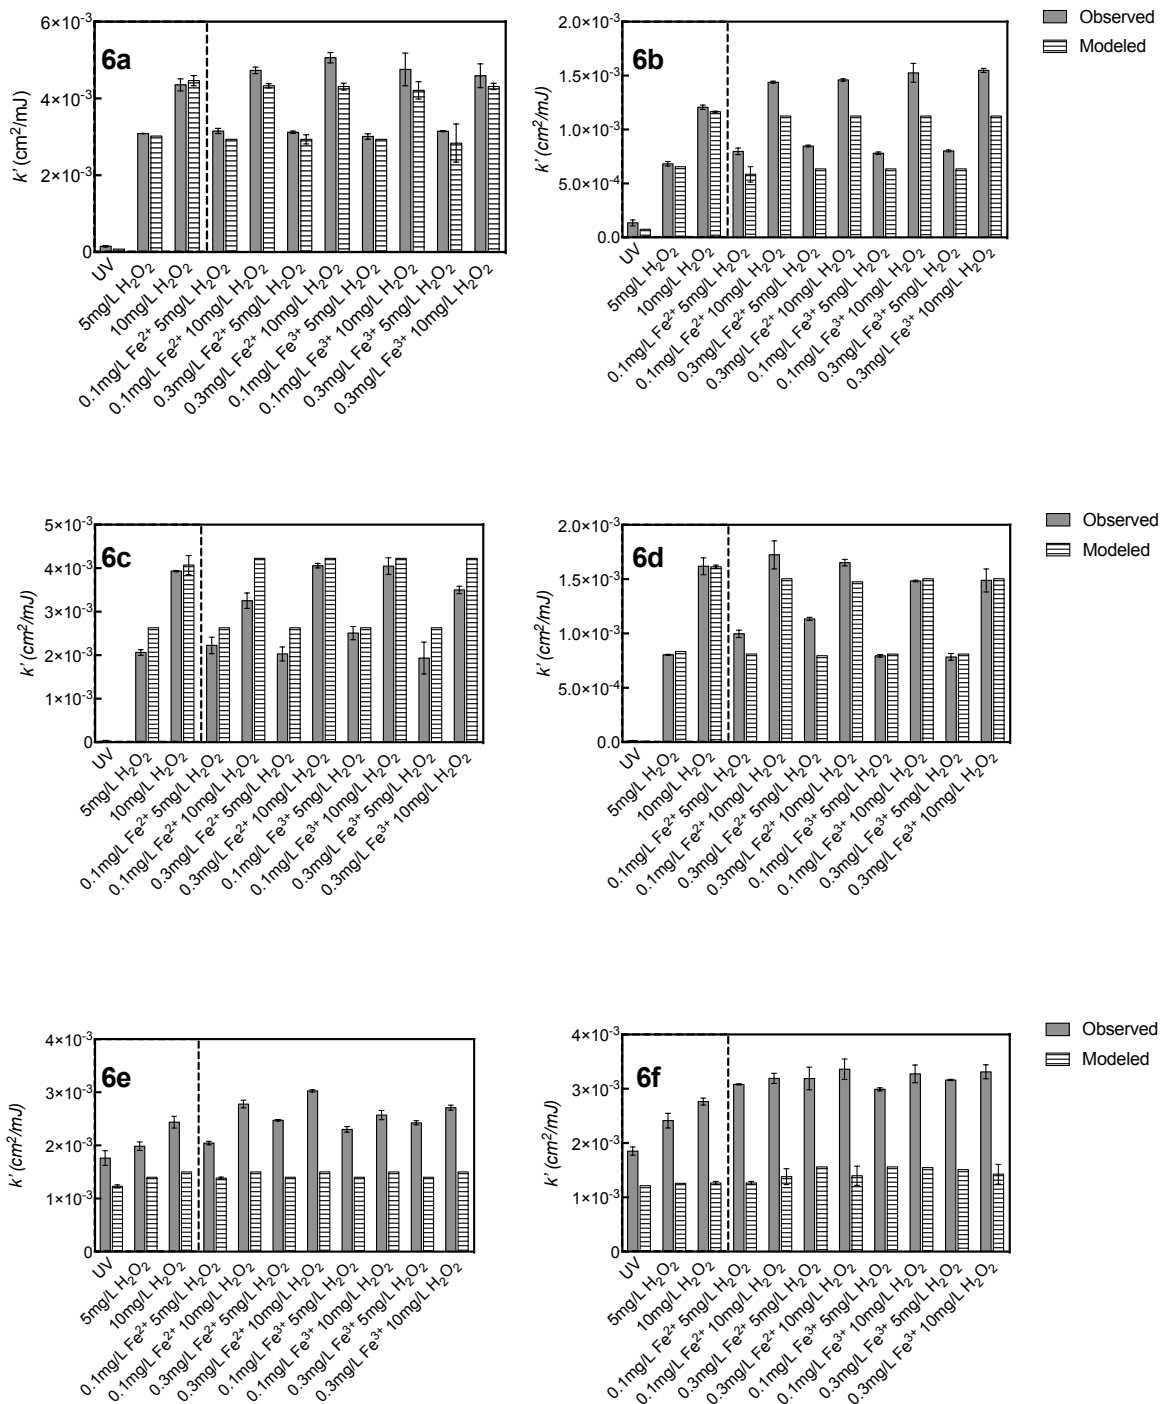 6a
k' (cm²/mJ)
6×10⁻³
4×10⁻³
2×10⁻³
0
UV
5mg/L H₂O₂
10mg/L H₂O₂
0.1mg/L Fe²⁺ 5mg/L H₂O₂
0.1mg/L Fe²⁺ 10mg/L H₂O₂
0.3mg/L Fe²⁺ 5mg/L H₂O₂
0.3mg/L Fe²⁺ 10mg/L H₂O₂
0.1mg/L Fe³⁺ 5mg/L H₂O₂
0.1mg/L Fe³⁺ 10mg/L H₂O₂
0.3mg/L Fe³⁺ 5mg/L H₂O₂
0.3mg/L Fe³⁺ 10mg/L H₂O₂
6b
k' (cm²/mJ)
2.0×10⁻³
1.5×10⁻³
1.0×10⁻³
5.0×10⁻⁴
0.0
UV
5mg/L H₂O₂
10mg/L H₂O₂
0.1mg/L Fe²⁺ 5mg/L H₂O₂
0.1mg/L Fe²⁺ 10mg/L H₂O₂
0.3mg/L Fe²⁺ 5mg/L H₂O₂
0.3mg/L Fe²⁺ 10mg/L H₂O₂
0.1mg/L Fe³⁺ 5mg/L H₂O₂
0.1mg/L Fe³⁺ 10mg/L H₂O₂
0.3mg/L Fe³⁺ 5mg/L H₂O₂
0.3mg/L Fe³⁺ 10mg/L H₂O₂
Observed
Modeled
6c
k' (cm²/mJ)
5×10⁻³
4×10⁻³
3×10⁻³
2×10⁻³
1×10⁻³
0
UV
5mg/L H₂O₂
10mg/L H₂O₂
0.1mg/L Fe²⁺ 5mg/L H₂O₂
0.1mg/L Fe²⁺ 10mg/L H₂O₂
0.3mg/L Fe²⁺ 5mg/L H₂O₂
0.3mg/L Fe²⁺ 10mg/L H₂O₂
0.1mg/L Fe³⁺ 5mg/L H₂O₂
0.1mg/L Fe³⁺ 10mg/L H₂O₂
0.3mg/L Fe³⁺ 5mg/L H₂O₂
0.3mg/L Fe³⁺ 10mg/L H₂O₂
6d
k' (cm²/mJ)
2.0×10⁻³
1.5×10⁻³
1.0×10⁻³
5.0×10⁻⁴
0.0
UV
5mg/L H₂O₂
10mg/L H₂O₂
0.1mg/L Fe²⁺ 5mg/L H₂O₂
0.1mg/L Fe²⁺ 10mg/L H₂O₂
0.3mg/L Fe²⁺ 5mg/L H₂O₂
0.3mg/L Fe²⁺ 10mg/L H₂O₂
0.1mg/L Fe³⁺ 5mg/L H₂O₂
0.1mg/L Fe³⁺ 10mg/L H₂O₂
0.3mg/L Fe³⁺ 5mg/L H₂O₂
0.3mg/L Fe³⁺ 10mg/L H₂O₂
Observed
Modeled
6e
k' (cm²/mJ)
4×10⁻³
3×10⁻³
2×10⁻³
1×10⁻³
0
UV
5mg/L H₂O₂
10mg/L H₂O₂
0.1mg/L Fe²⁺ 5mg/L H₂O₂
0.1mg/L Fe²⁺ 10mg/L H₂O₂
0.3mg/L Fe²⁺ 5mg/L H₂O₂
0.3mg/L Fe²⁺ 10mg/L H₂O₂
0.1mg/L Fe³⁺ 5mg/L H₂O₂
0.1mg/L Fe³⁺ 10mg/L H₂O₂
0.3mg/L Fe³⁺ 5mg/L H₂O₂
0.3mg/L Fe³⁺ 10mg/L H₂O₂
6f
k' (cm²/mJ)
4×10⁻³
3×10⁻³
2×10⁻³
1×10⁻³
0
UV
5mg/L H₂O₂
10mg/L H₂O₂
0.1mg/L Fe²⁺ 5mg/L H₂O₂
0.1mg/L Fe²⁺ 10mg/L H₂O₂
0.3mg/L Fe²⁺ 5mg/L H₂O₂
0.3mg/L Fe²⁺ 10mg/L H₂O₂
0.1mg/L Fe³⁺ 5mg/L H₂O₂
0.1mg/L Fe³⁺ 10mg/L H₂O₂
0.3mg/L Fe³⁺ 5mg/L H₂O₂
0.3mg/L Fe³⁺ 10mg/L H₂O₂
Observed
Modeled